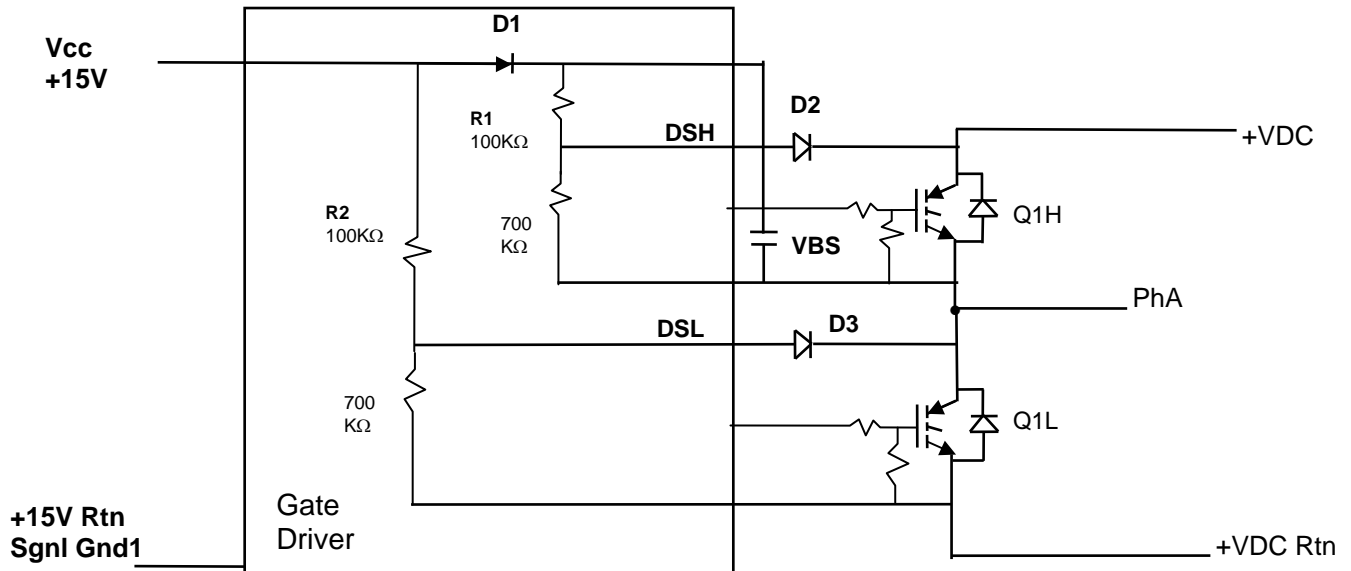 D1
Vcc
+15V
D2
R1
100KΩ
DSH
+VDC
R2
100KΩ
700
KΩ
VBS
Q1H
PhA
DSL
D3
700
KΩ
Q1L
+15V Rtn
Sgnl Gnd1
Gate
Driver
+VDC Rtn